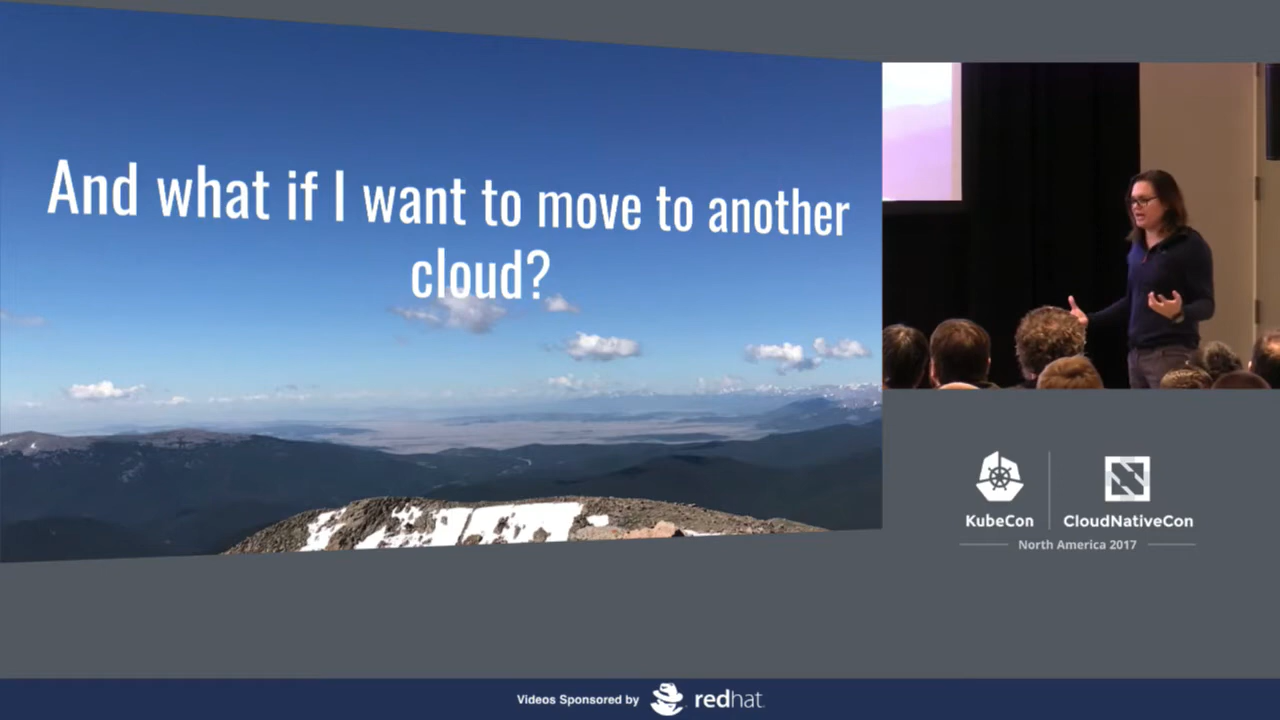 And what if I want to move to another
cloud?
KubeCon
CloudNativeCon
North America 2017
Videos Sponsored by
redhat.